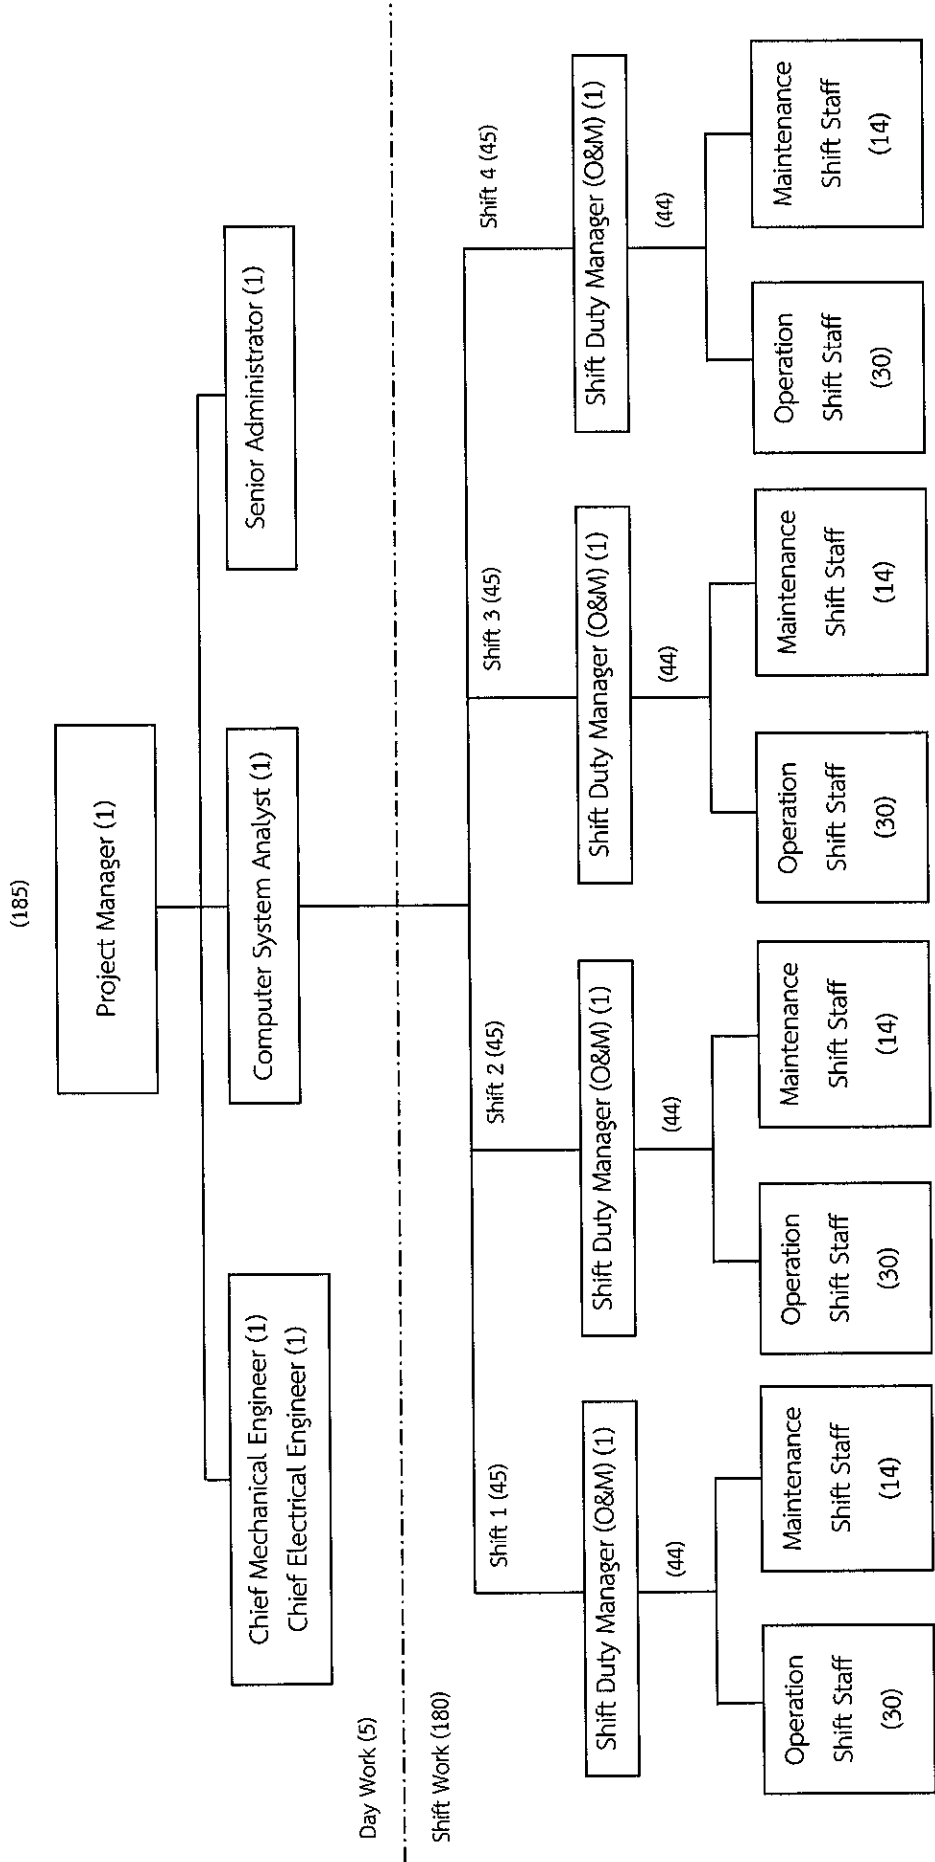 (185)
Project Manager (1)
Chief Mechanical Engineer (1)
Chief Electrical Engineer (1)
Computer System Analyst (1)
Senior Administrator (1)
Day Work (5)
Shift Work (180)
Shift 1 (45)
Shift 2 (45)
Shift 3 (45)
Shift 4 (45)
Shift Duty Manager (O&M) (1)
Shift Duty Manager (O&M) (1)
Shift Duty Manager (O&M) (1)
Shift Duty Manager (O&M) (1)
(44)
(44)
(44)
(44)
Operation
Shift Staff
(30)
Maintenance
Shift Staff
(14)
Operation
Shift Staff
(30)
Maintenance
Shift Staff
(14)
Operation
Shift Staff
(30)
Maintenance
Shift Staff
(14)
Operation
Shift Staff
(30)
Maintenance
Shift Staff
(14)